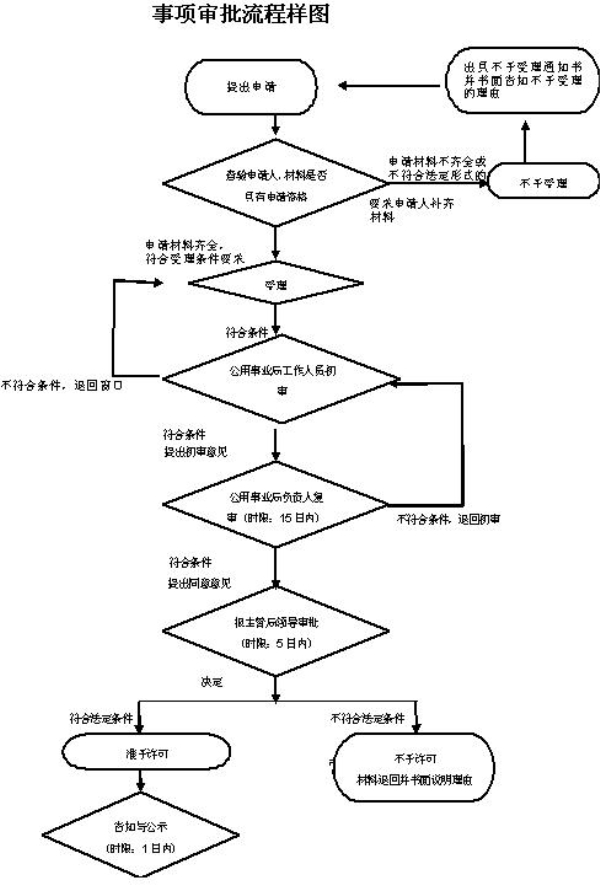 事项审批流程样图
提出申请
出具不予受理通知书
并书面告知不予受理
的理由
查验申请人、材料是否
具有申请资格
申请材料不齐全或
不符合法定形式的
要求申请人补齐
材料
不予受理
申请材料齐全，
符合受理条件要求
受理
符合条件
公用事业局工作人员初
审
不符合条件，退回窗口
符合条件
提出初审意见
公用事业局负责人复
审（时限：15日内）
不符合条件，退回初审
符合条件
提出同意意见
报主管局领导审批
（时限：5日内）
决定
符合法定条件
不符合法定条件
准予许可
不予许可
材料退回并书面说明理由
告知与公示
（时限：1日内）